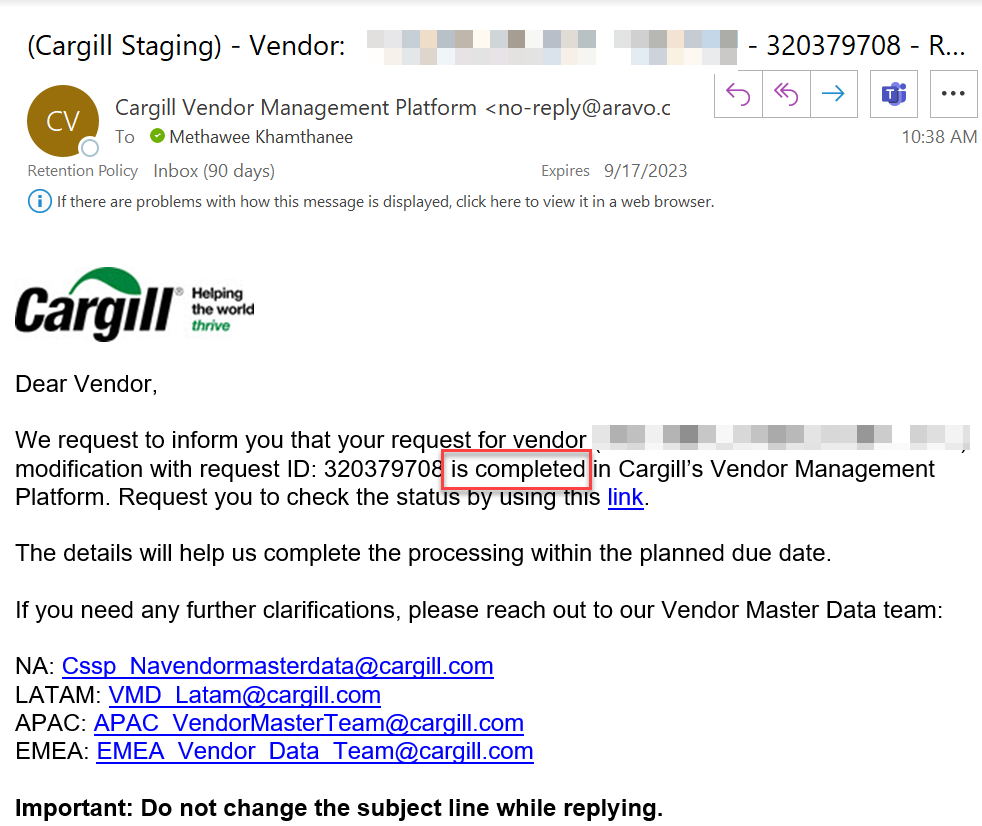 (Cargill Staging) - Vendor: - 320379708 - R...
CV
Cargill Vendor Management Platform <no-reply@aravo.c
To Methawee Khamthanee
10:38 AM
Retention Policy Inbox (90 days) Expires 9/17/2023
If there are problems with how this message is displayed, click here to view it in a web browser.
Cargill® Helping
the world
thrive
Dear Vendor,
We request to inform you that your request for vendor (
modification with request ID: 320379708 is completed in Cargill’s Vendor Management
Platform. Request you to check the status by using this link.
The details will help us complete the processing within the planned due date.
If you need any further clarifications, please reach out to our Vendor Master Data team:
NA: Cssp_Navendormasterdata@cargill.com
LATAM: VMD_Latam@cargill.com
APAC: APAC_VendorMasterTeam@cargill.com
EMEA: EMEA_Vendor_Data_Team@cargill.com
Important: Do not change the subject line while replying.